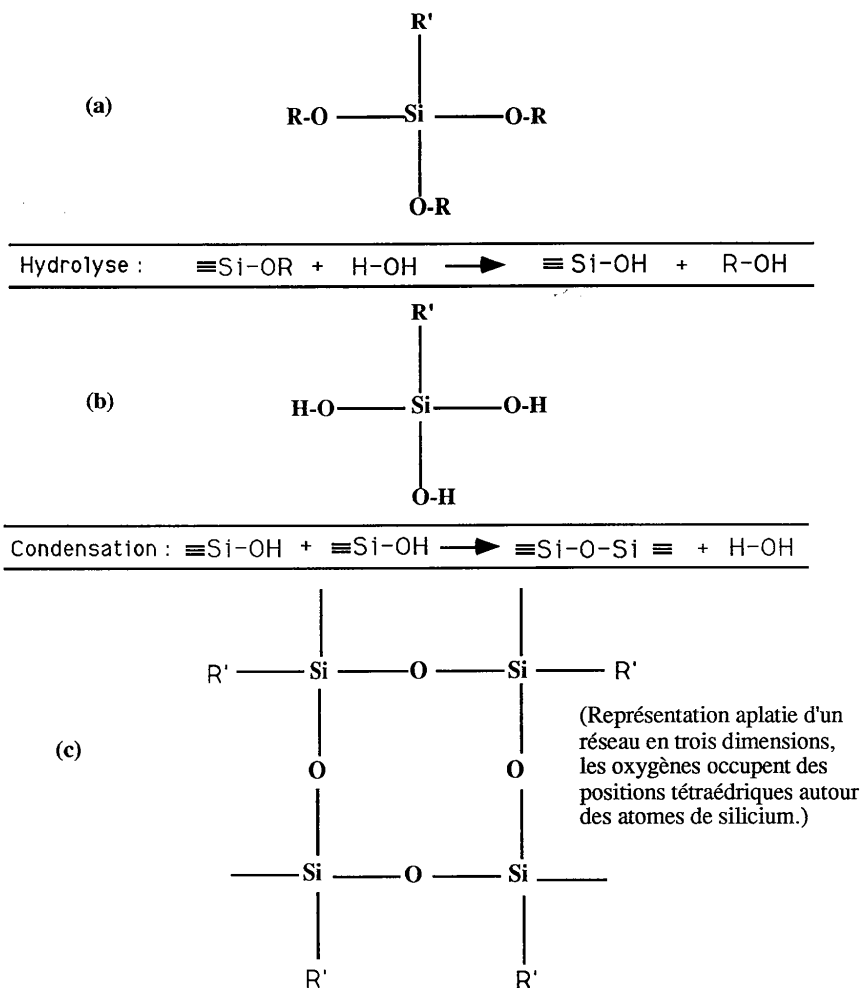 R'
(a)
R-O Si O-R
O-R
Hydrolyse : ≡Si-OR + H-OH → ≡Si-OH + R-OH
R'
(b)
H-O Si O-H
O-H
Condensation : ≡Si-OH + ≡Si-OH → ≡Si-O-Si≡ + H-OH
R' Si O Si R'
(Représentation aplatie d'un
réseau en trois dimensions,
les oxygènes occupent des
positions tétraédriques autour
des atomes de silicium.)
(c)
O O
Si O Si
R' R'